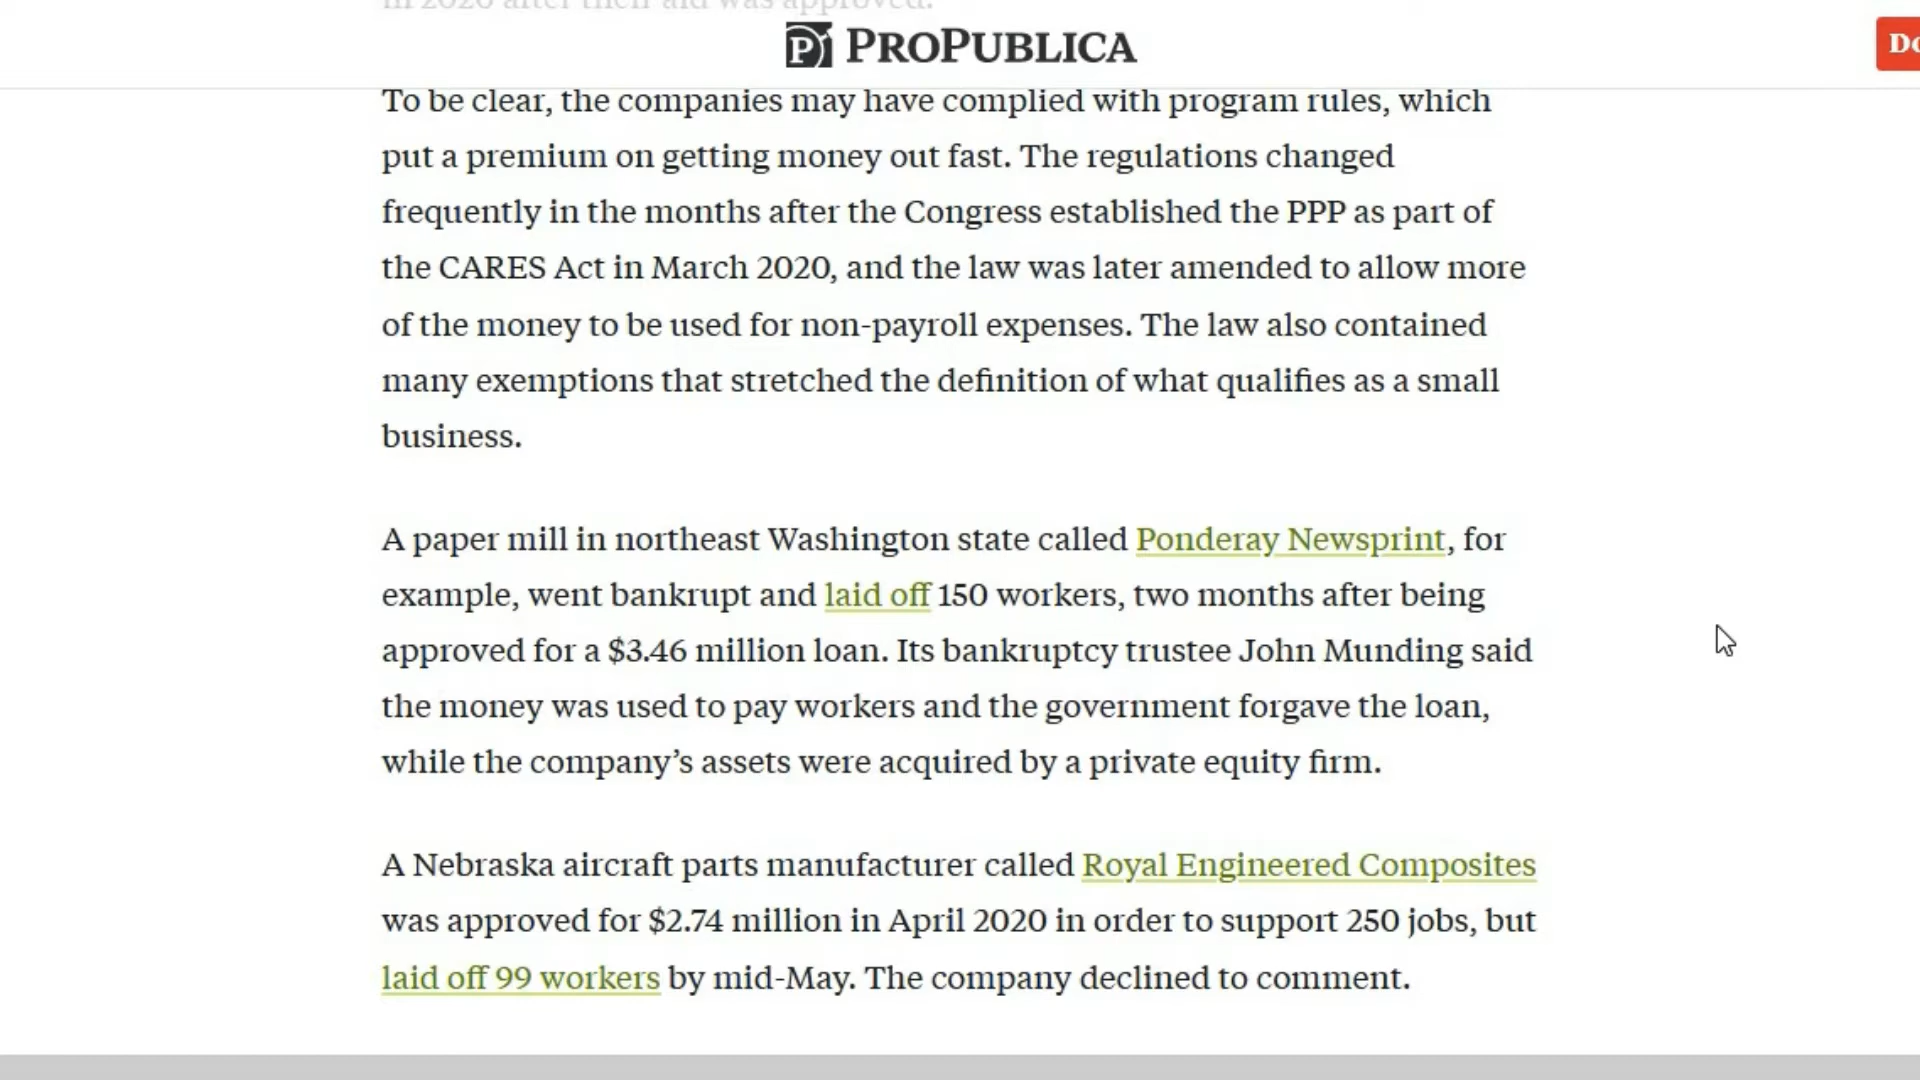 in 2020 after their aid was approved.
PROPUBLICA
To be clear, the companies may have complied with program rules, which
put a premium on getting money out fast. The regulations changed
frequently in the months after the Congress established the PPP as part of
the CARES Act in March 2020, and the law was later amended to allow more
of the money to be used for non-payroll expenses. The law also contained
many exemptions that stretched the definition of what qualifies as a small
business.
A paper mill in northeast Washington state called Ponderay Newsprint, for
example, went bankrupt and laid off 150 workers, two months after being
approved for a $3.46 million loan. Its bankruptcy trustee John Munding said
the money was used to pay workers and the government forgave the loan,
while the company’s assets were acquired by a private equity firm.
A Nebraska aircraft parts manufacturer called Royal Engineered Composites
was approved for $2.74 million in April 2020 in order to support 250 jobs, but
laid off 99 workers by mid-May. The company declined to comment.